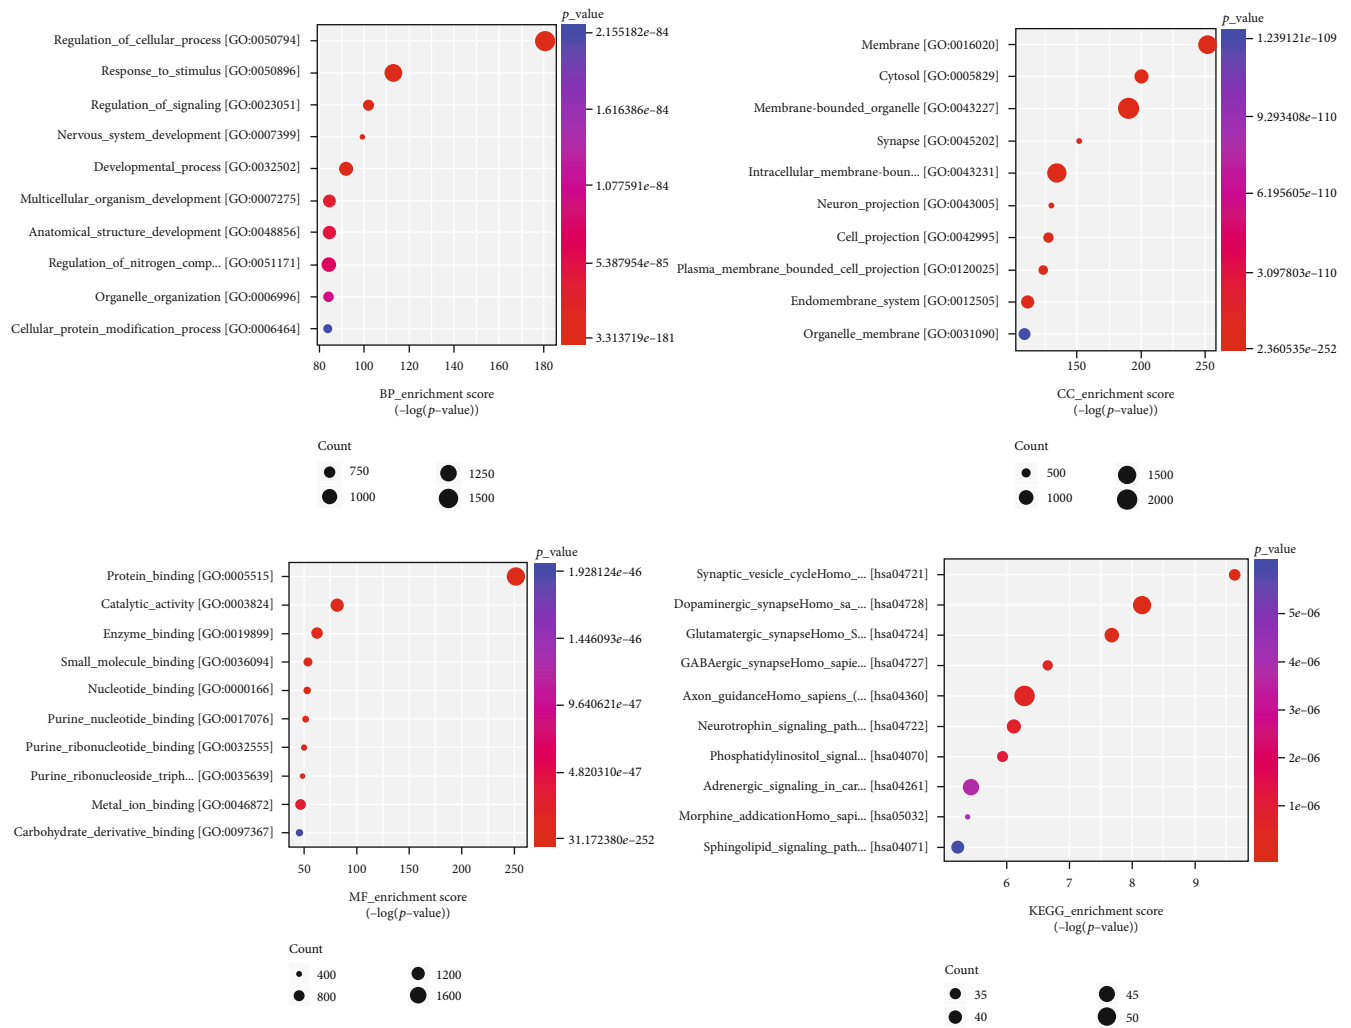 p_value
Regulation_of_cellular_process [GO:0050794]
Response_to_stimulus [GO:0050896]
Regulation_of_signaling [GO:0023051]
Nervous_system_development [GO:0007399]
Developmental_process [GO:0032502]
Multicellular_organism_development [GO:0007275]
Anatomical_structure_development [GO:0048856]
Regulation_of_nitrogen_comp... [GO:0051171]
Organelle_organization [GO:0006996]
Cellular_protein_modification_process [GO:0006464]
2.155182e–84
1.616386e–84
1.077591e–84
5.387954e–85
3.313719e–181
80 100 120 140 160 180
BP_enrichment score
(–log(p–value))
Count
750 1250
1000 1500
p_value
Membrane [GO:0016020]
Cytosol [GO:0005829]
Membrane-bounded_organelle [GO:0043227]
Synapse [GO:0045202]
Intracellular_membrane-boun... [GO:0043231]
Neuron_projection [GO:0043005]
Cell_projection [GO:0042995]
Plasma_membrane_bounded_cell_projection [GO:0120025]
Endomembrane_system [GO:0012505]
Organelle_membrane [GO:0031090]
1.239121e–109
9.293408e–110
6.195605e–110
3.097803e–110
2.360535e–252
150 200 250
CC_enrichment score
(–log(p–value))
Count
500 1500
1000 2000
p_value
Protein_binding [GO:0005515]
Catalytic_activity [GO:0003824]
Enzyme_binding [GO:0019899]
Small_molecule_binding [GO:0036094]
Nucleotide_binding [GO:0000166]
Purine_nucleotide_binding [GO:0017076]
Purine_ribonucleotide_binding [GO:0032555]
Purine_ribonucleoside_triph... [GO:0035639]
Metal_ion_binding [GO:0046872]
Carbohydrate_derivative_binding [GO:0097367]
1.928124e–46
1.446093e–46
9.640621e–47
4.820310e–47
31.172380e–252
50 100 150 200 250
MF_enrichment score
(–log(p–value))
Count
400 1200
800 1600
p_value
Synaptic_vesicle_cycleHomo_... [hsa04721]
Dopaminergic_synapseHomo_sa_... [hsa04728]
Glutamatergic_synapseHomo_S... [hsa04724]
GABAergic_synapseHomo_sapie... [hsa04727]
Axon_guidanceHomo_sapiens_(... [hsa04360]
Neurotrophin_signaling_path... [hsa04722]
Phosphatidylinositol_signal... [hsa04070]
Adrenergic_signaling_in_car... [hsa04261]
Morphine_addicationHomo_sapi... [hsa05032]
Sphingolipid_signaling_path... [hsa04071]
5e–06
4e–06
3e–06
2e–06
1e–06
6 7 8 9
KEGG_enrichment score
(–log(p–value))
Count
35 45
40 50